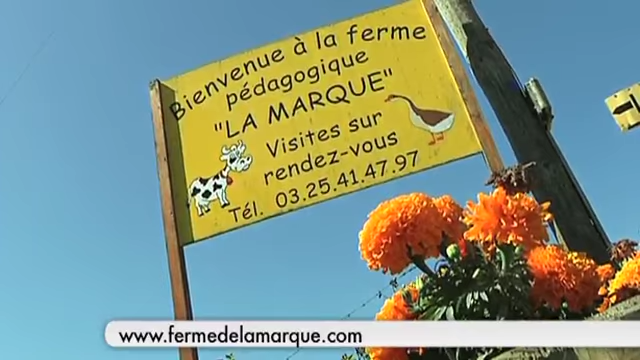 Bienvenue à la ferme
pédagogique
"LA MARQUE"
Visites sur
rendez-vous
Tél. 03.25.41.47.97
www.fermedelamarque.com